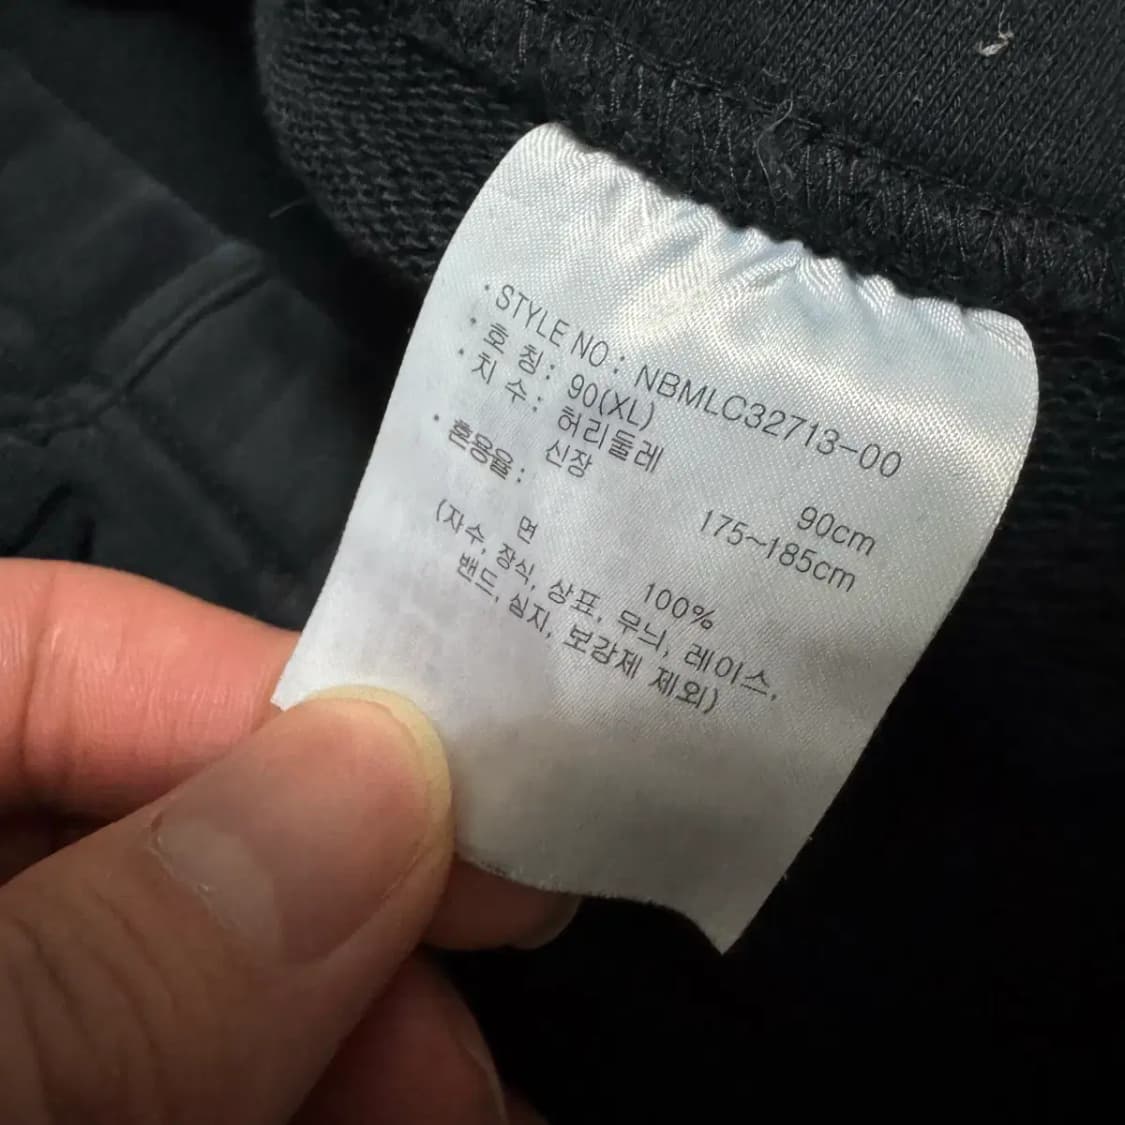 · STYLE NO : NBMLC32713-00
· 호 칭 : 90(XL)
· 치 수 : 허리둘레 90cm
신장 175~185cm
· 혼용율 :
면 100%
(자수, 장식, 상표, 무늬, 레이스,
밴드, 심지, 보강제 제외)